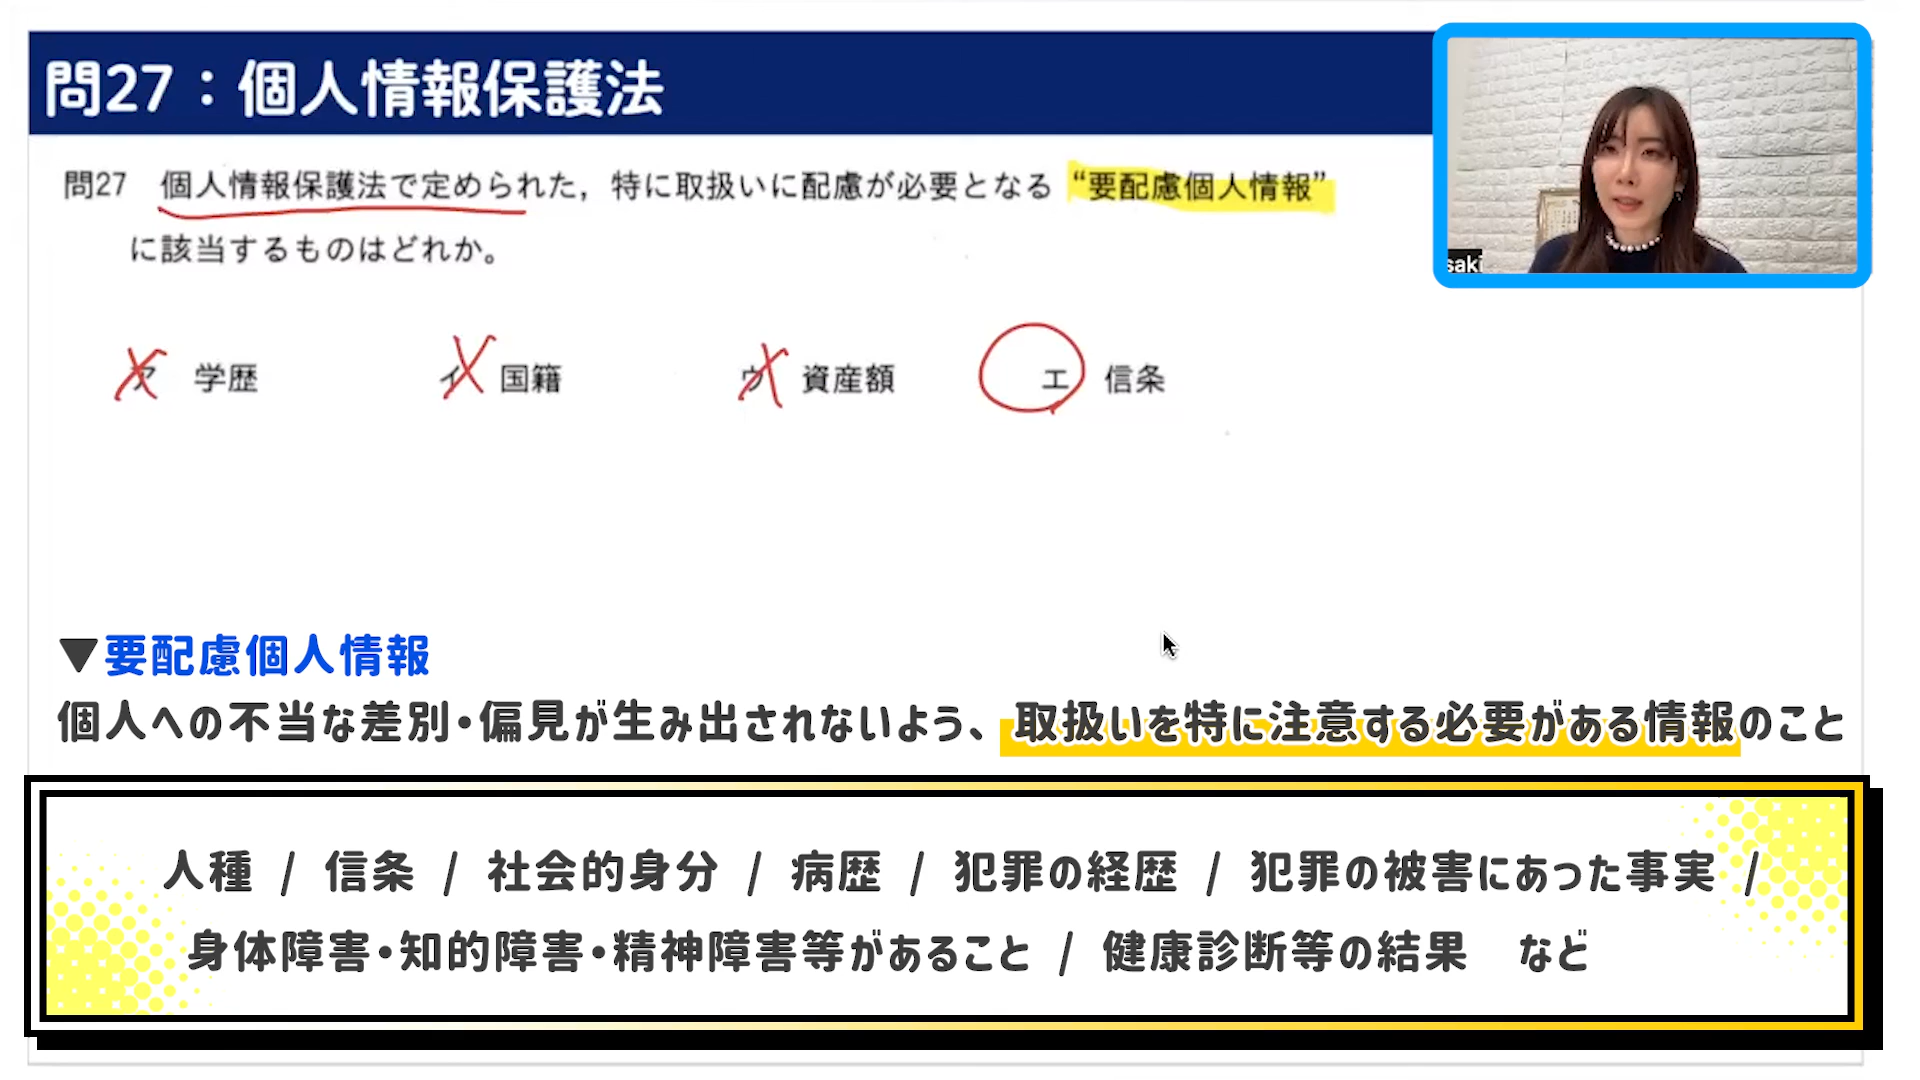 問27：個人情報保護法
問27　個人情報保護法で定められた，特に取扱いに配慮が必要となる“要配慮個人情報”
に該当するものはどれか。
ア　学歴　イ　国籍　ウ　資産額　エ　信条
saki
▼要配慮個人情報
個人への不当な差別・偏見が生み出されないよう、取扱いを特に注意する必要がある情報のこと
人種 / 信条 / 社会的身分 / 病歴 / 犯罪の経歴 / 犯罪の被害にあった事実 /
身体障害・知的障害・精神障害等があること / 健康診断等の結果　など